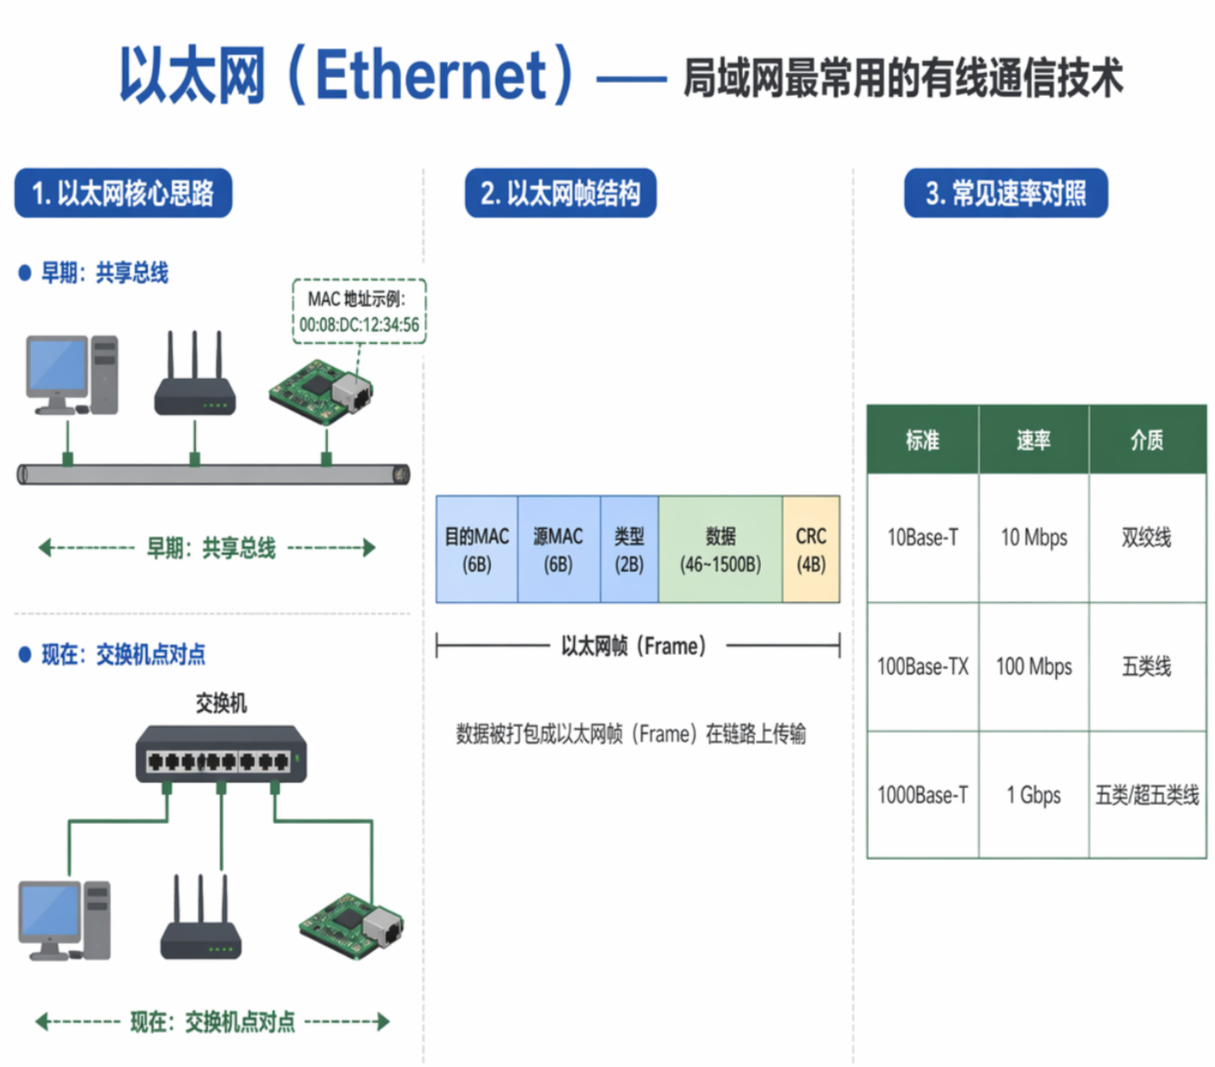 以太网（Ethernet）—— 局域网最常用的有线通信技术
1. 以太网核心思路
早期：共享总线
MAC 地址示例：
00:08:DC:12:34:56
早期：共享总线
现在：交换机点对点
交换机
现在：交换机点对点
2. 以太网帧结构
目的MAC (6B)
源MAC (6B)
类型 (2B)
数据 (46~1500B)
CRC (4B)
以太网帧（Frame）
数据被打包成以太网帧（Frame）在链路上传输
3. 常见速率对照
标准 速率 介质
10Base-T 10 Mbps 双绞线
100Base-TX 100 Mbps 五类线
1000Base-T 1 Gbps 五类/超五类线